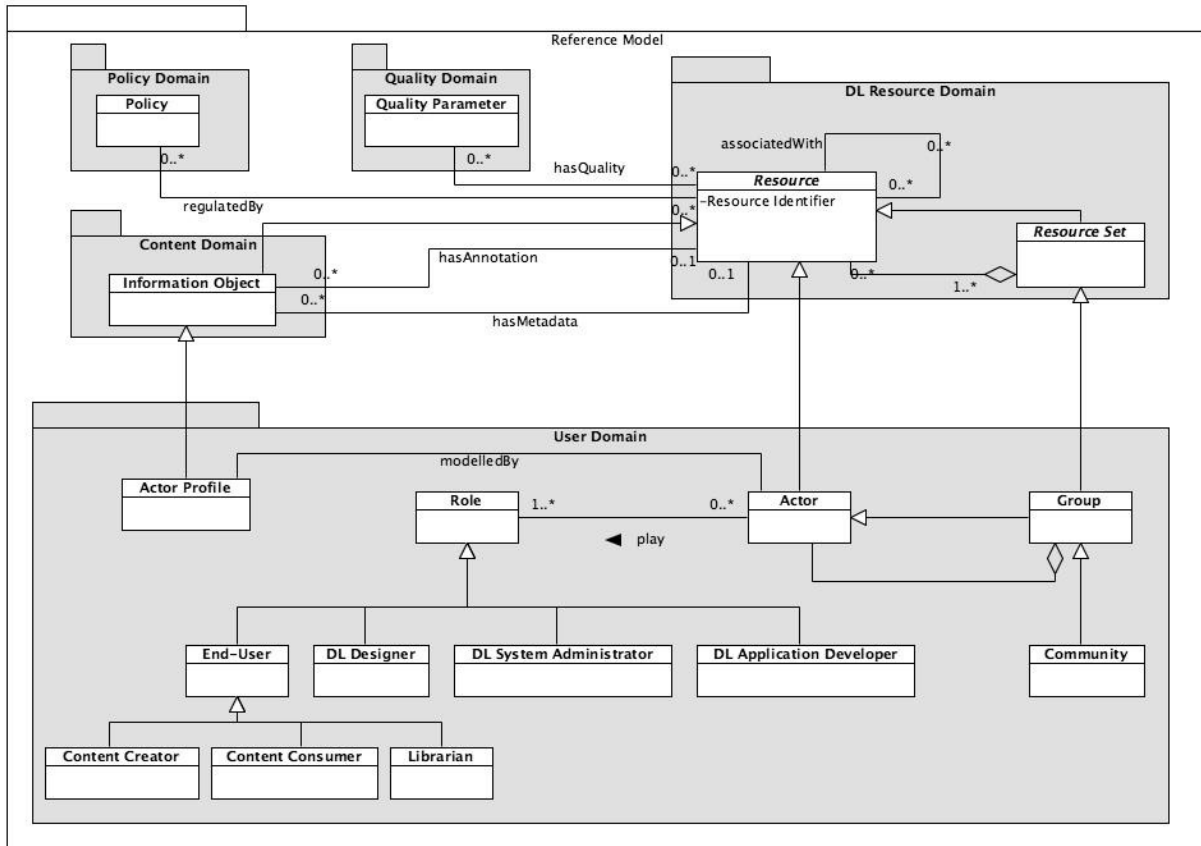 Reference Model
Policy Domain
Policy
0..*
Quality Domain
Quality Parameter
0..*
DL Resource Domain
associatedWith
0..*
hasQuality
0..*
Resource
0..*
–Resource Identifier
regulatedBy
0..*
Resource Set
Content Domain
hasAnnotation
0..1
0..1
0..*
1..*
Information Object
0..*
0..*
hasMetadata
User Domain
modelledBy
Actor Profile
Role
1..*
0..*
Actor
Group
play
End-User
DL Designer
DL System Administrator
DL Application Developer
Community
Content Creator
Content Consumer
Librarian